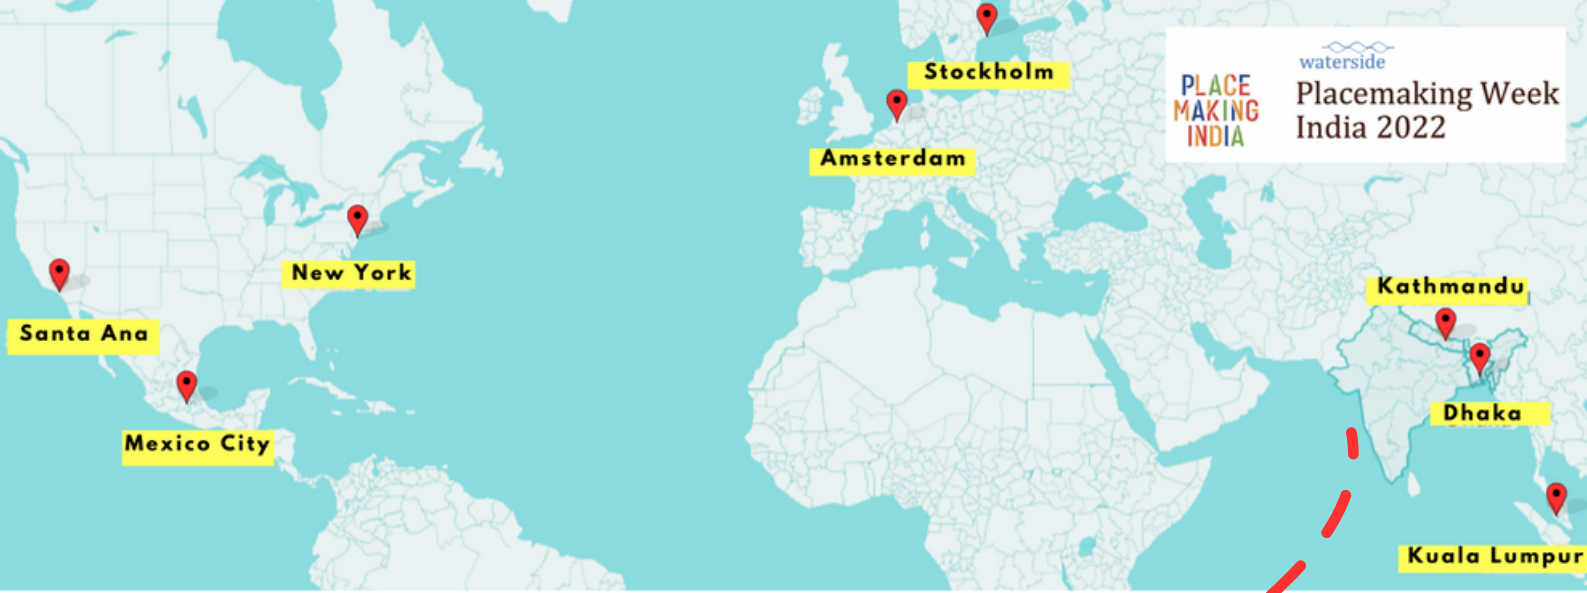 Stockholm
waterside
PLACE
MAKING
INDIA
Placemaking Week
India 2022
Amsterdam
New York
Kathmandu
Santa Ana
Dhaka
Mexico City
Kuala Lumpur